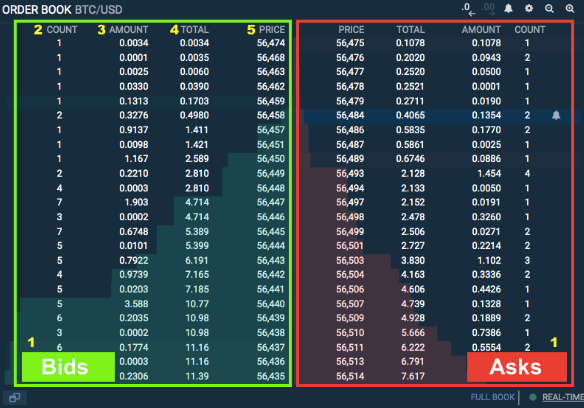 ORDER BOOK BTC/USD .0 .00
2 COUNT 3 AMOUNT 4 TOTAL 5 PRICE PRICE TOTAL AMOUNT COUNT
1 0.0034 0.0034 56,474 56,475 0.1078 0.1078 1
1 0.0001 0.0035 56,468 56,476 0.2020 0.0943 2
1 0.0025 0.0060 56,463 56,477 0.2520 0.0500 1
1 0.0330 0.0390 56,462 56,478 0.2521 0.0001 1
1 0.1313 0.1703 56,459 56,479 0.2711 0.0190 1
2 0.3276 0.4980 56,458 56,484 0.4065 0.1354 2
1 0.9137 1.411 56,457 56,486 0.5835 0.1770 2
1 0.0098 1.421 56,451 56,487 0.5861 0.0025 1
1 1.167 2.589 56,450 56,489 0.6746 0.0886 1
2 0.2210 2.810 56,449 56,493 2.128 1.454 4
4 0.0003 2.810 56,448 56,494 2.133 0.0050 1
7 1.903 4.714 56,447 56,497 2.152 0.0191 1
3 0.0002 4.714 56,446 56,498 2.478 0.3260 1
7 0.6748 5.389 56,445 56,499 2.506 0.0271 2
5 0.0101 5.399 56,444 56,501 2.727 0.2214 2
5 0.7922 6.191 56,443 56,503 3.830 1.102 3
4 0.9739 7.165 56,442 56,504 4.163 0.3336 2
5 0.0203 7.185 56,441 56,506 4.606 0.4426 1
5 3.588 10.77 56,440 56,507 4.739 0.1328 1
6 0.2035 10.98 56,439 56,509 4.928 0.1889 2
3 0.0002 10.98 56,438 56,510 5.666 0.7386 1
1 6 0.1774 11.16 56,437 56,511 6.222 0.5554 2 1
Bids 0.0003 11.16 56,436 56,513 6.791 Asks
0.2306 11.39 56,435 56,514 7.617
FULL BOOK REAL-TIME